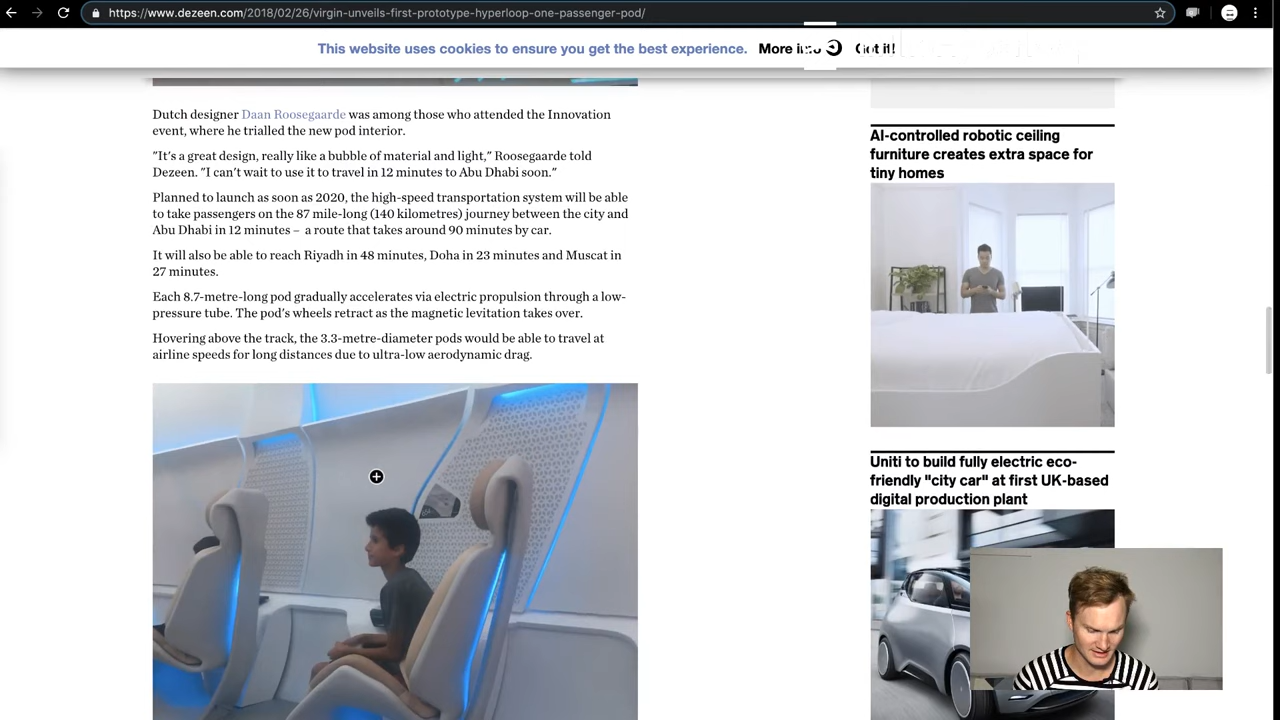 https://www.dezeen.com/2018/02/26/virgin-unveils-first-prototype-hyperloop-one-passenger-pod/
This website uses cookies to ensure you get the best experience. More Got it!
Dutch designer Daan Roosegaarde was among those who attended the Innovation
event, where he trialled the new pod interior.
"It's a great design, really like a bubble of material and light," Roosegaarde told
Dezeen. "I can't wait to use it to travel in 12 minutes to Abu Dhabi soon."
Planned to launch as soon as 2020, the high-speed transportation system will be able
to take passengers on the 87 mile-long (140 kilometres) journey between the city and
Abu Dhabi in 12 minutes – a route that takes around 90 minutes by car.
It will also be able to reach Riyadh in 48 minutes, Doha in 23 minutes and Muscat in
27 minutes.
Each 8.7-metre-long pod gradually accelerates via electric propulsion through a low-
pressure tube. The pod's wheels retract as the magnetic levitation takes over.
Hovering above the track, the 3.3-metre-diameter pods would be able to travel at
airline speeds for long distances due to ultra-low aerodynamic drag.
AI-controlled robotic ceiling
furniture creates extra space for
tiny homes
Uniti to build fully electric eco-
friendly "city car" at first UK-based
digital production plant